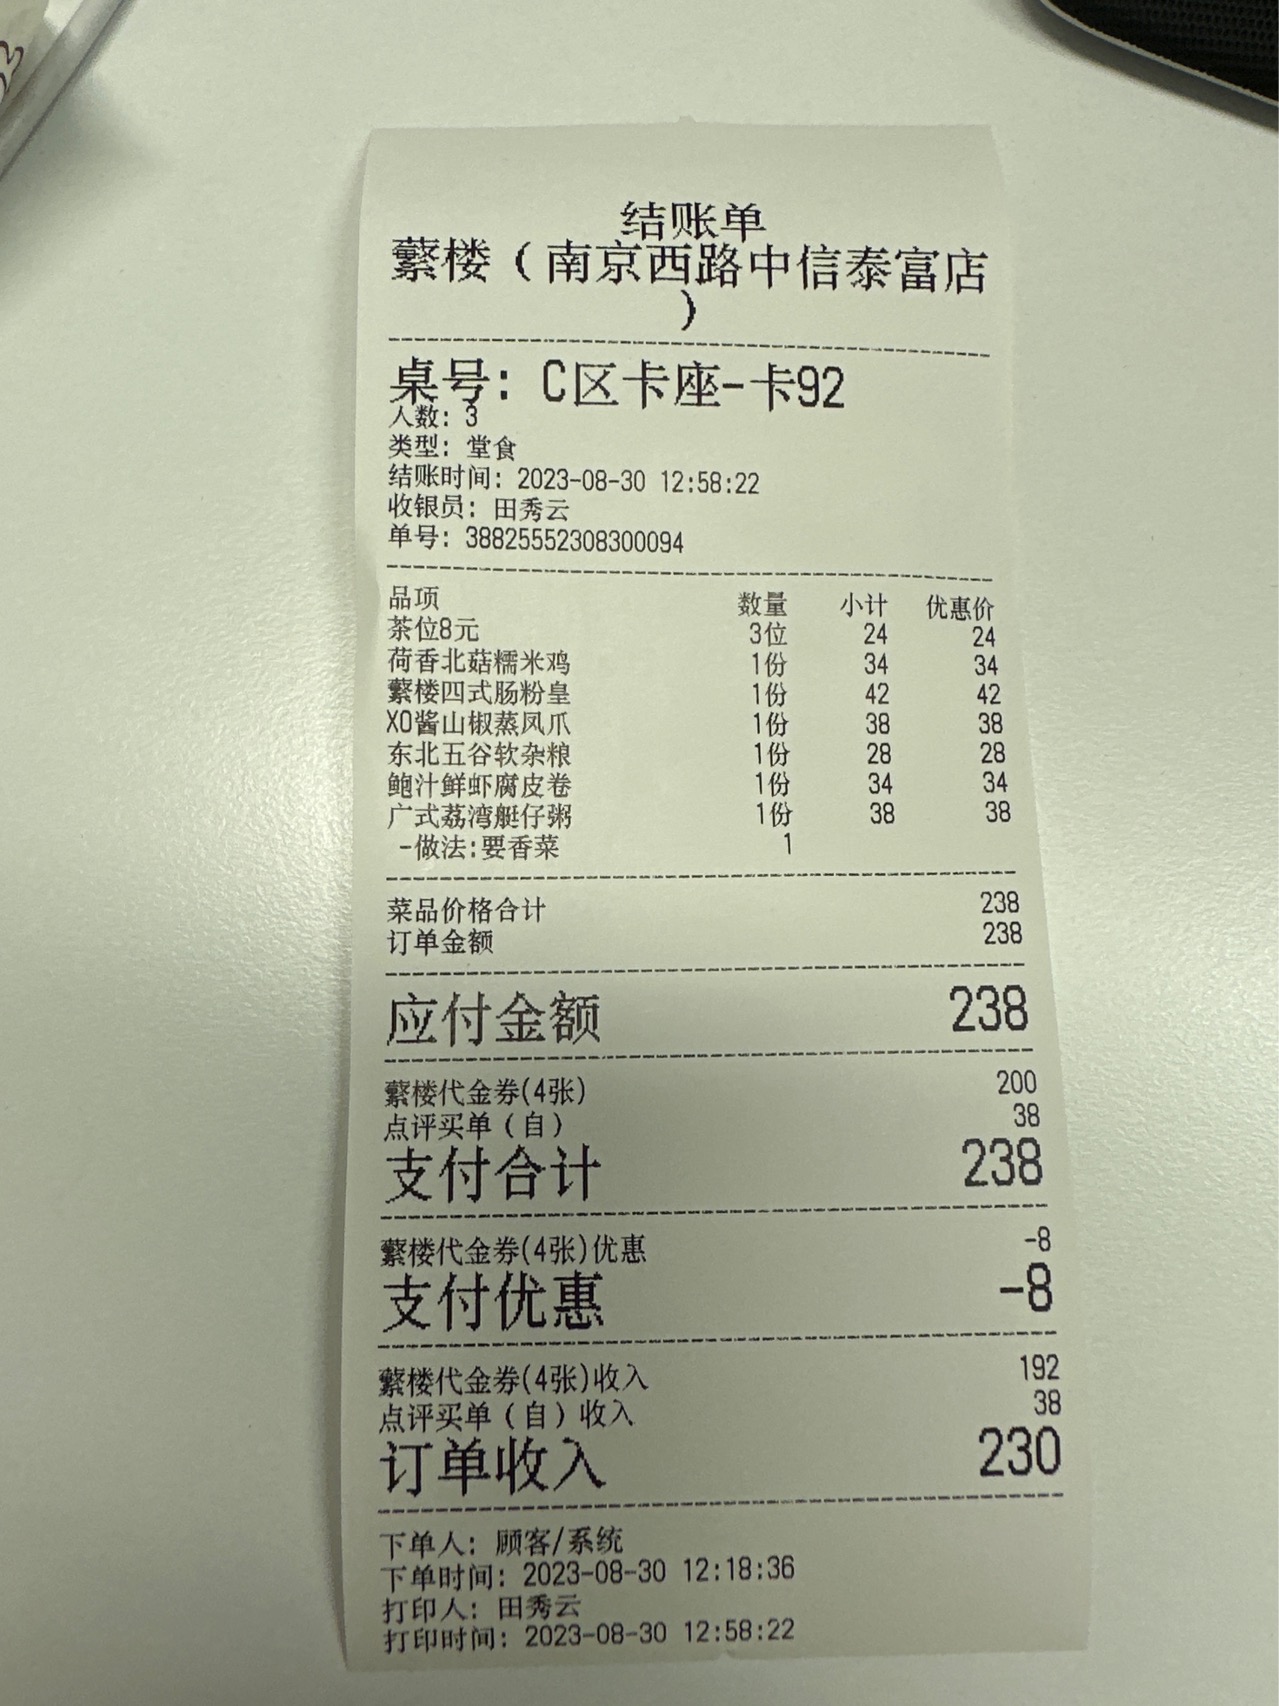 结账单
蘩楼（南京西路中信泰富店
）
桌号：C区卡座-卡92
人数：3
类型：堂食
结账时间：2023-08-30 12:58:22
收银员：田秀云
单号：38825552308300094
品项 数量 小计 优惠价
茶位8元 3位 24 24
荷香北菇糯米鸡 1份 34 34
蘩楼四式肠粉皇 1份 42 42
XO酱山椒蒸凤爪 1份 38 38
东北五谷软杂粮 1份 28 28
鲍汁鲜虾腐皮卷 1份 34 34
广式荔湾艇仔粥 1份 38 38
-做法:要香菜 1
菜品价格合计 238
订单金额 238
应付金额 238
蘩楼代金券(4张) 200
点评买单（自） 38
支付合计 238
蘩楼代金券(4张)优惠 -8
支付优惠 -8
蘩楼代金券(4张)收入 192
点评买单（自）收入 38
订单收入 230
下单人：顾客/系统
下单时间：2023-08-30 12:18:36
打印人：田秀云
打印时间：2023-08-30 12:58:22